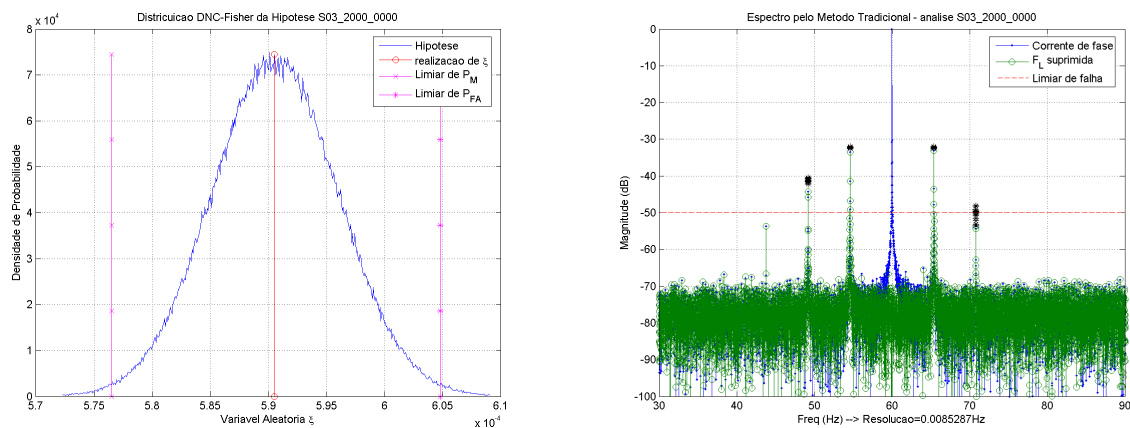 Districuicao DNC-Fisher da Hipotese S03_2000_0000
x 10^4
8
7
6
5
4
3
2
1
0
Densidade de Probabilidade
Hipotese
realizacao de ξ
Limiar de P_M
Limiar de P_FA
5.7
5.75
5.8
5.85
5.9
5.95
6
6.05
6.1
x 10^-4
Variavel Aleatoria ξ
Espectro pelo Metodo Tradicional - analise S03_2000_0000
0
-10
-20
-30
-40
-50
-60
-70
-80
-90
-100
Magnitude (dB)
Corrente de fase
F_L suprimida
Limiar de falha
30
40
50
60
70
80
90
Freq (Hz) --> Resolucao=0.0085287Hz